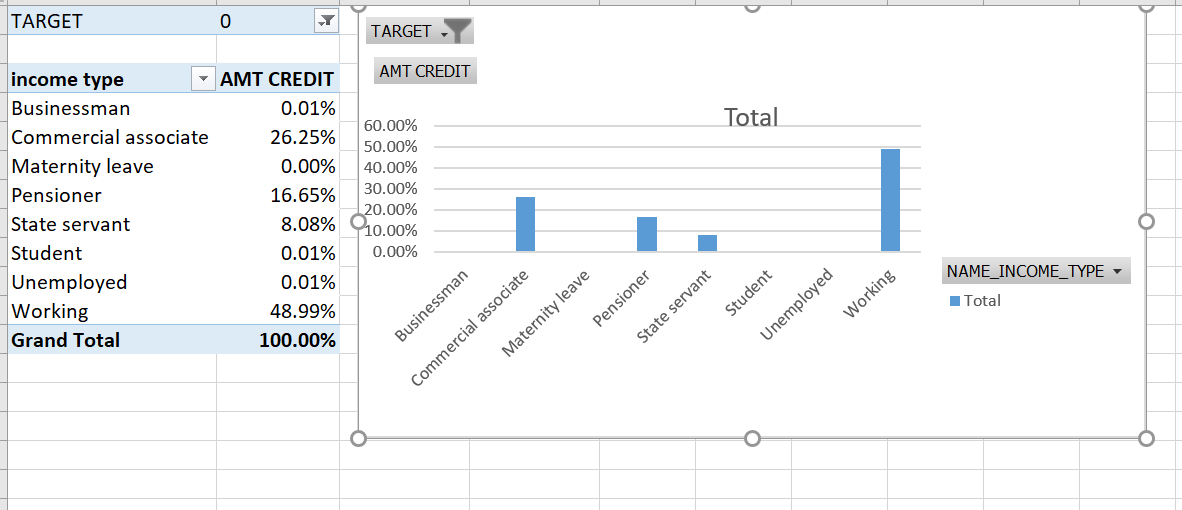 TARGET 0
income type AMT CREDIT
Businessman 0.01%
Commercial associate 26.25%
Maternity leave 0.00%
Pensioner 16.65%
State servant 8.08%
Student 0.01%
Unemployed 0.01%
Working 48.99%
Grand Total 100.00%
TARGET
AMT CREDIT
Total
60.00%
50.00%
40.00%
30.00%
20.00%
10.00%
0.00%
Businessman
Commercial associate
Maternity leave
Pensioner
State servant
Student
Unemployed
Working
NAME_INCOME_TYPE
Total